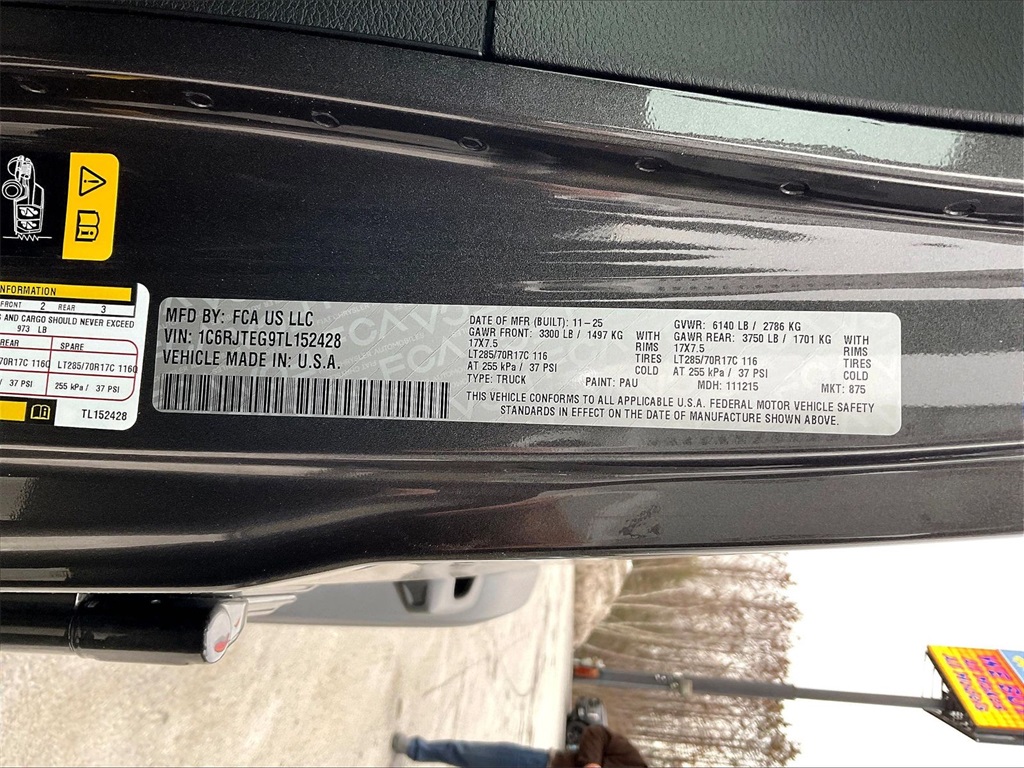 NFORMATION
FRONT 2 REAR 3
S AND CARGO SHOULD NEVER EXCEED
973 LB
SPARE
70R17C 116Q LT285/70R17C 116Q
/ 37 PSI 255 kPa / 37 PSI
TL152428
MFD BY: FCA US LLC
VIN: 1C6RJTEG9TL152428
VEHICLE MADE IN: U.S.A.
DATE OF MFR (BUILT): 11-25 GVWR: 6140 LB / 2786 KG
GAWR FRONT: 3300 LB / 1497 KG WITH GAWR REAR: 3750 LB / 1701 KG WITH
17X7.5 RIMS 17X7.5 RIMS
LT285/70R17C 116 TIRES LT285/70R17C 116 TIRES
AT 255 kPa / 37 PSI COLD AT 255 kPa / 37 PSI COLD
TYPE: TRUCK PAINT: PAU MDH: 111215 MKT: 875
THIS VEHICLE CONFORMS TO ALL APPLICABLE U.S.A. FEDERAL MOTOR VEHICLE SAFETY
STANDARDS IN EFFECT ON THE DATE OF MANUFACTURE SHOWN ABOVE.